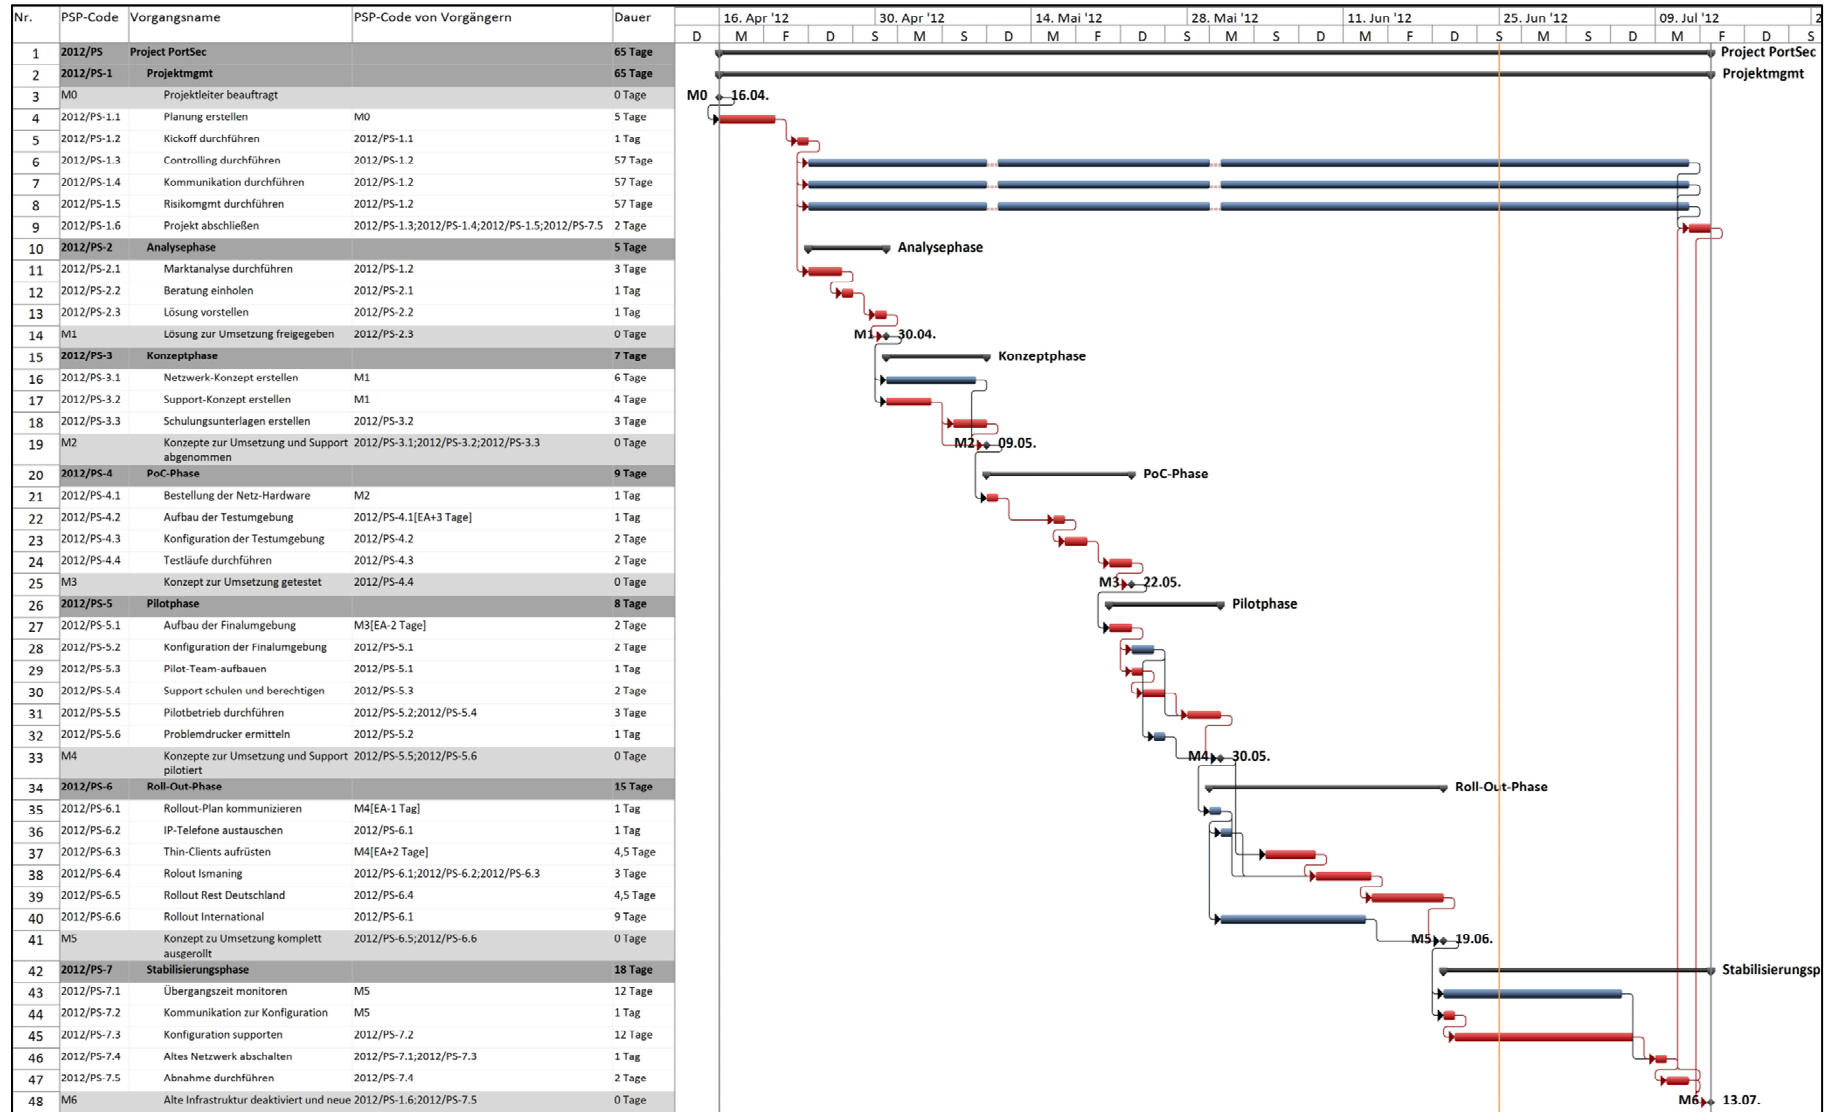 Nr. PSP-Code Vorgangsname PSP-Code von Vorgängern Dauer 16. Apr '12 30. Apr '12 14. Mai '12 28. Mai '12 11. Jun '12 25. Jun '12 09. Jul '12 2
D M F D S M S D M F D S M S D M F D S M S D M F D S
1 2012/PS Project PortSec 65 Tage Project PortSec
2 2012/PS-1 Projektmgmt 65 Tage Projektmgmt
3 M0 Projektleiter beauftragt 0 Tage M0 16.04.
4 2012/PS-1.1 Planung erstellen M0 5 Tage
5 2012/PS-1.2 Kickoff durchführen 2012/PS-1.1 1 Tag
6 2012/PS-1.3 Controlling durchführen 2012/PS-1.2 57 Tage
7 2012/PS-1.4 Kommunikation durchführen 2012/PS-1.2 57 Tage
8 2012/PS-1.5 Risikomgmt durchführen 2012/PS-1.2 57 Tage
9 2012/PS-1.6 Projekt abschließen 2012/PS-1.3;2012/PS-1.4;2012/PS-1.5;2012/PS-7.5 2 Tage
10 2012/PS-2 Analysephase 5 Tage Analysephase
11 2012/PS-2.1 Marktanalyse durchführen 2012/PS-1.2 3 Tage
12 2012/PS-2.2 Beratung einholen 2012/PS-2.1 1 Tag
13 2012/PS-2.3 Lösung vorstellen 2012/PS-2.2 1 Tag
14 M1 Lösung zur Umsetzung freigegeben 2012/PS-2.3 0 Tage M1 30.04.
15 2012/PS-3 Konzeptphase 7 Tage Konzeptphase
16 2012/PS-3.1 Netzwerk-Konzept erstellen M1 6 Tage
17 2012/PS-3.2 Support-Konzept erstellen M1 4 Tage
18 2012/PS-3.3 Schulungsunterlagen erstellen 2012/PS-3.2 3 Tage
19 M2 Konzepte zur Umsetzung und Support 2012/PS-3.1;2012/PS-3.2;2012/PS-3.3 0 Tage M2 09.05.
abgenommen
20 2012/PS-4 PoC-Phase 9 Tage PoC-Phase
21 2012/PS-4.1 Bestellung der Netz-Hardware M2 1 Tag
22 2012/PS-4.2 Aufbau der Testumgebung 2012/PS-4.1[EA+3 Tage] 1 Tag
23 2012/PS-4.3 Konfiguration der Testumgebung 2012/PS-4.2 2 Tage
24 2012/PS-4.4 Testläufe durchführen 2012/PS-4.3 2 Tage
25 M3 Konzept zur Umsetzung getestet 2012/PS-4.4 0 Tage M3 22.05.
26 2012/PS-5 Pilotphase 8 Tage Pilotphase
27 2012/PS-5.1 Aufbau der Finalumgebung M3[EA-2 Tage] 2 Tage
28 2012/PS-5.2 Konfiguration der Finalumgebung 2012/PS-5.1 2 Tage
29 2012/PS-5.3 Pilot-Team-aufbauen 2012/PS-5.1 1 Tag
30 2012/PS-5.4 Support schulen und berechtigen 2012/PS-5.3 2 Tage
31 2012/PS-5.5 Pilotbetrieb durchführen 2012/PS-5.2;2012/PS-5.4 3 Tage
32 2012/PS-5.6 Problemdrucker ermitteln 2012/PS-5.2 1 Tag
33 M4 Konzepte zur Umsetzung und Support 2012/PS-5.5;2012/PS-5.6 0 Tage M4 30.05.
pilotiert
34 2012/PS-6 Roll-Out-Phase 15 Tage Roll-Out-Phase
35 2012/PS-6.1 Rollout-Plan kommunizieren M4[EA-1 Tag] 1 Tag
36 2012/PS-6.2 IP-Telefone austauschen 2012/PS-6.1 1 Tag
37 2012/PS-6.3 Thin-Clients aufrüsten M4[EA+2 Tage] 4,5 Tage
38 2012/PS-6.4 Rolout Ismaning 2012/PS-6.1;2012/PS-6.2;2012/PS-6.3 3 Tage
39 2012/PS-6.5 Rollout Rest Deutschland 2012/PS-6.4 4,5 Tage
40 2012/PS-6.6 Rollout International 2012/PS-6.1 9 Tage
41 M5 Konzept zu Umsetzung komplett 2012/PS-6.5;2012/PS-6.6 0 Tage M5 19.06.
ausgerollt
42 2012/PS-7 Stabilisierungsphase 18 Tage Stabilisierungsp
43 2012/PS-7.1 Übergangszeit monitoren M5 12 Tage
44 2012/PS-7.2 Kommunikation zur Konfiguration M5 1 Tag
45 2012/PS-7.3 Konfiguration supporten 2012/PS-7.2 12 Tage
46 2012/PS-7.4 Altes Netzwerk abschalten 2012/PS-7.1;2012/PS-7.3 1 Tag
47 2012/PS-7.5 Abnahme durchführen 2012/PS-7.4 2 Tage
48 M6 Alte Infrastruktur deaktiviert und neue 2012/PS-1.6;2012/PS-7.5 0 Tage M6 13.07.